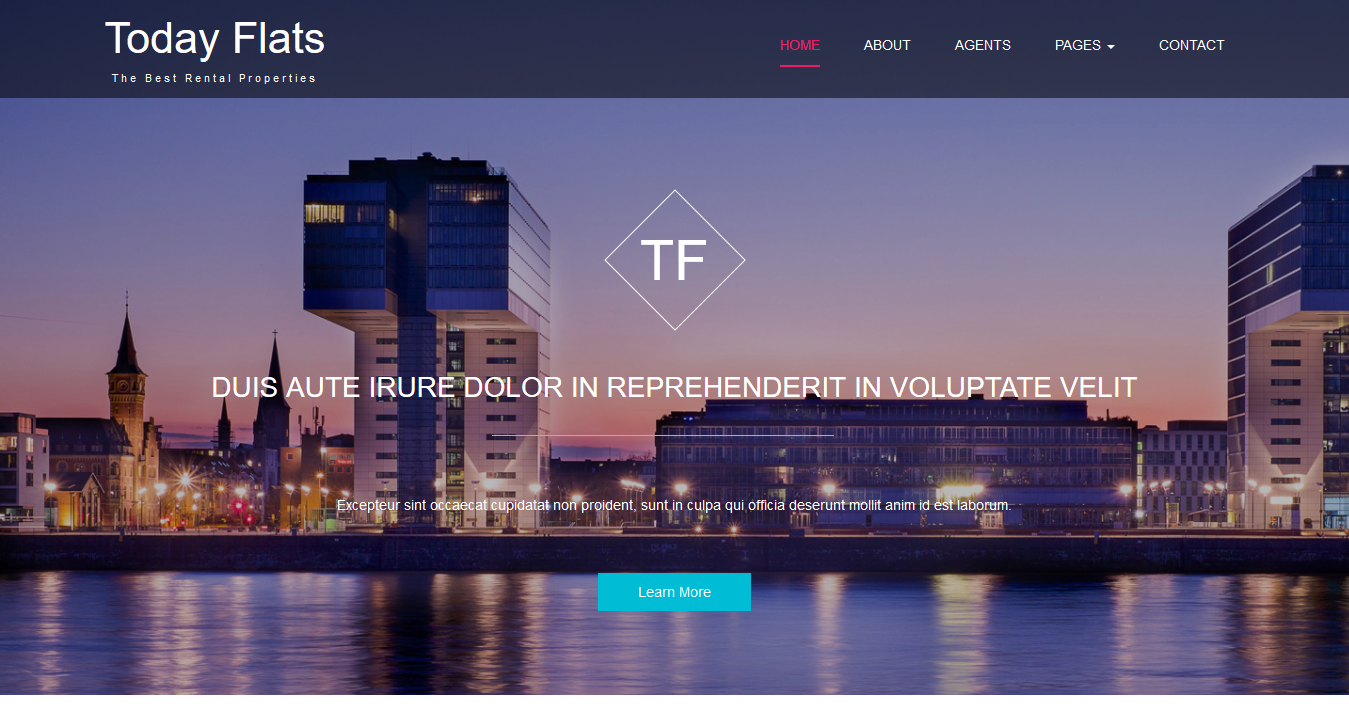 Today Flats
The Best Rental Properties
HOME ABOUT AGENTS PAGES CONTACT
TF
DUIS AUTE IRURE DOLOR IN REPREHENDERIT IN VOLUPTATE VELIT
Excepteur sint occaecat cupidatat non proident, sunt in culpa qui officia deserunt mollit anim id est laborum.
Learn More